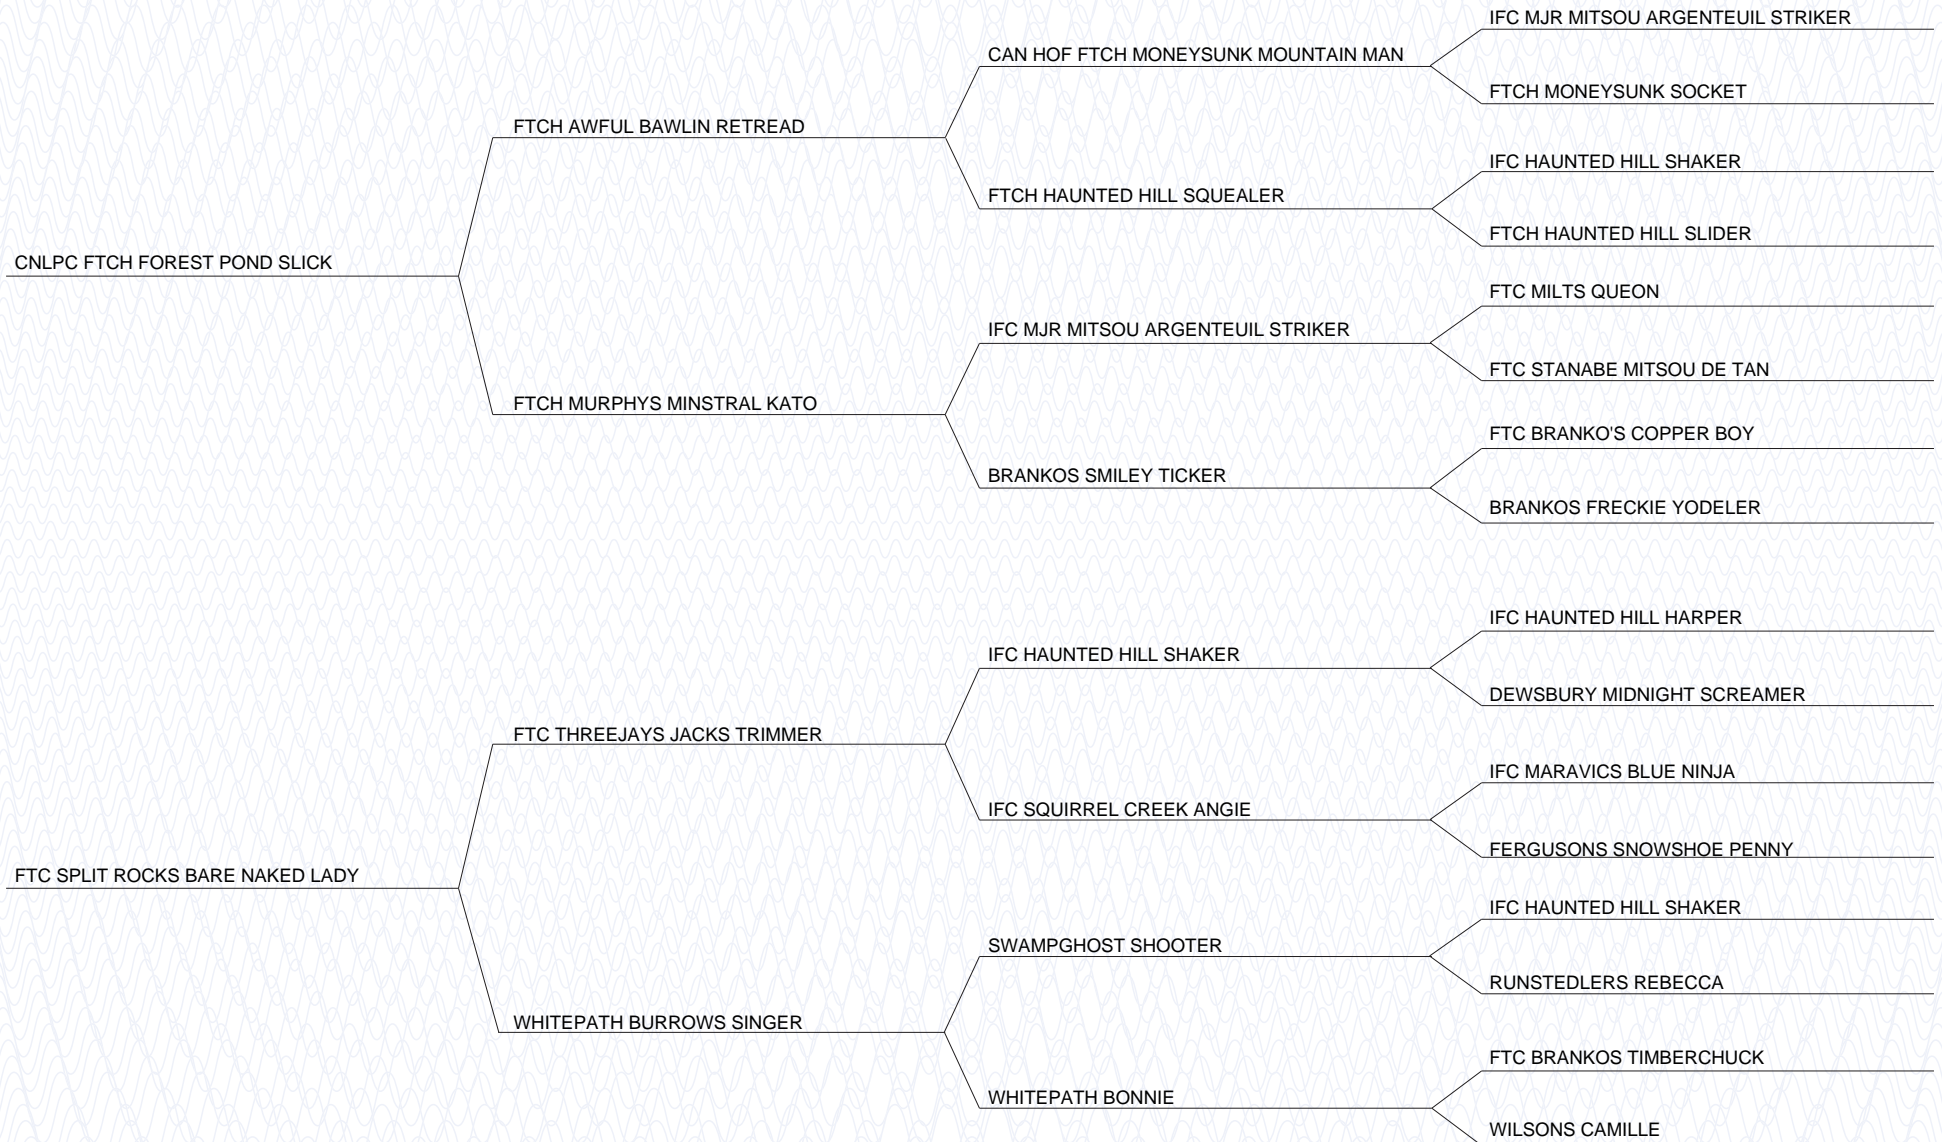 IFC MJR MITSOU ARGENTEUIL STRIKER
CAN HOF FTCH MONEYSUNK MOUNTAIN MAN
FTCH MONEYSUNK SOCKET
FTCH AWFUL BAWLIN RETREAD
IFC HAUNTED HILL SHAKER
FTCH HAUNTED HILL SQUEALER
FTCH HAUNTED HILL SLIDER
CNLPC FTCH FOREST POND SLICK
FTC MILTS QUEON
IFC MJR MITSOU ARGENTEUIL STRIKER
FTC STANABE MITSOU DE TAN
FTCH MURPHYS MINSTRAL KATO
FTC BRANKO'S COPPER BOY
BRANKOS SMILEY TICKER
BRANKOS FRECKIE YODELER
IFC HAUNTED HILL HARPER
IFC HAUNTED HILL SHAKER
DEWSBURY MIDNIGHT SCREAMER
FTC THREEJAYS JACKS TRIMMER
IFC MARAVICS BLUE NINJA
IFC SQUIRREL CREEK ANGIE
FERGUSONS SNOWSHOE PENNY
FTC SPLIT ROCKS BARE NAKED LADY
IFC HAUNTED HILL SHAKER
SWAMPGHOST SHOOTER
RUNSTEDLERS REBECCA
WHITEPATH BURROWS SINGER
FTC BRANKOS TIMBERCHUCK
WHITEPATH BONNIE
WILSONS CAMILLE